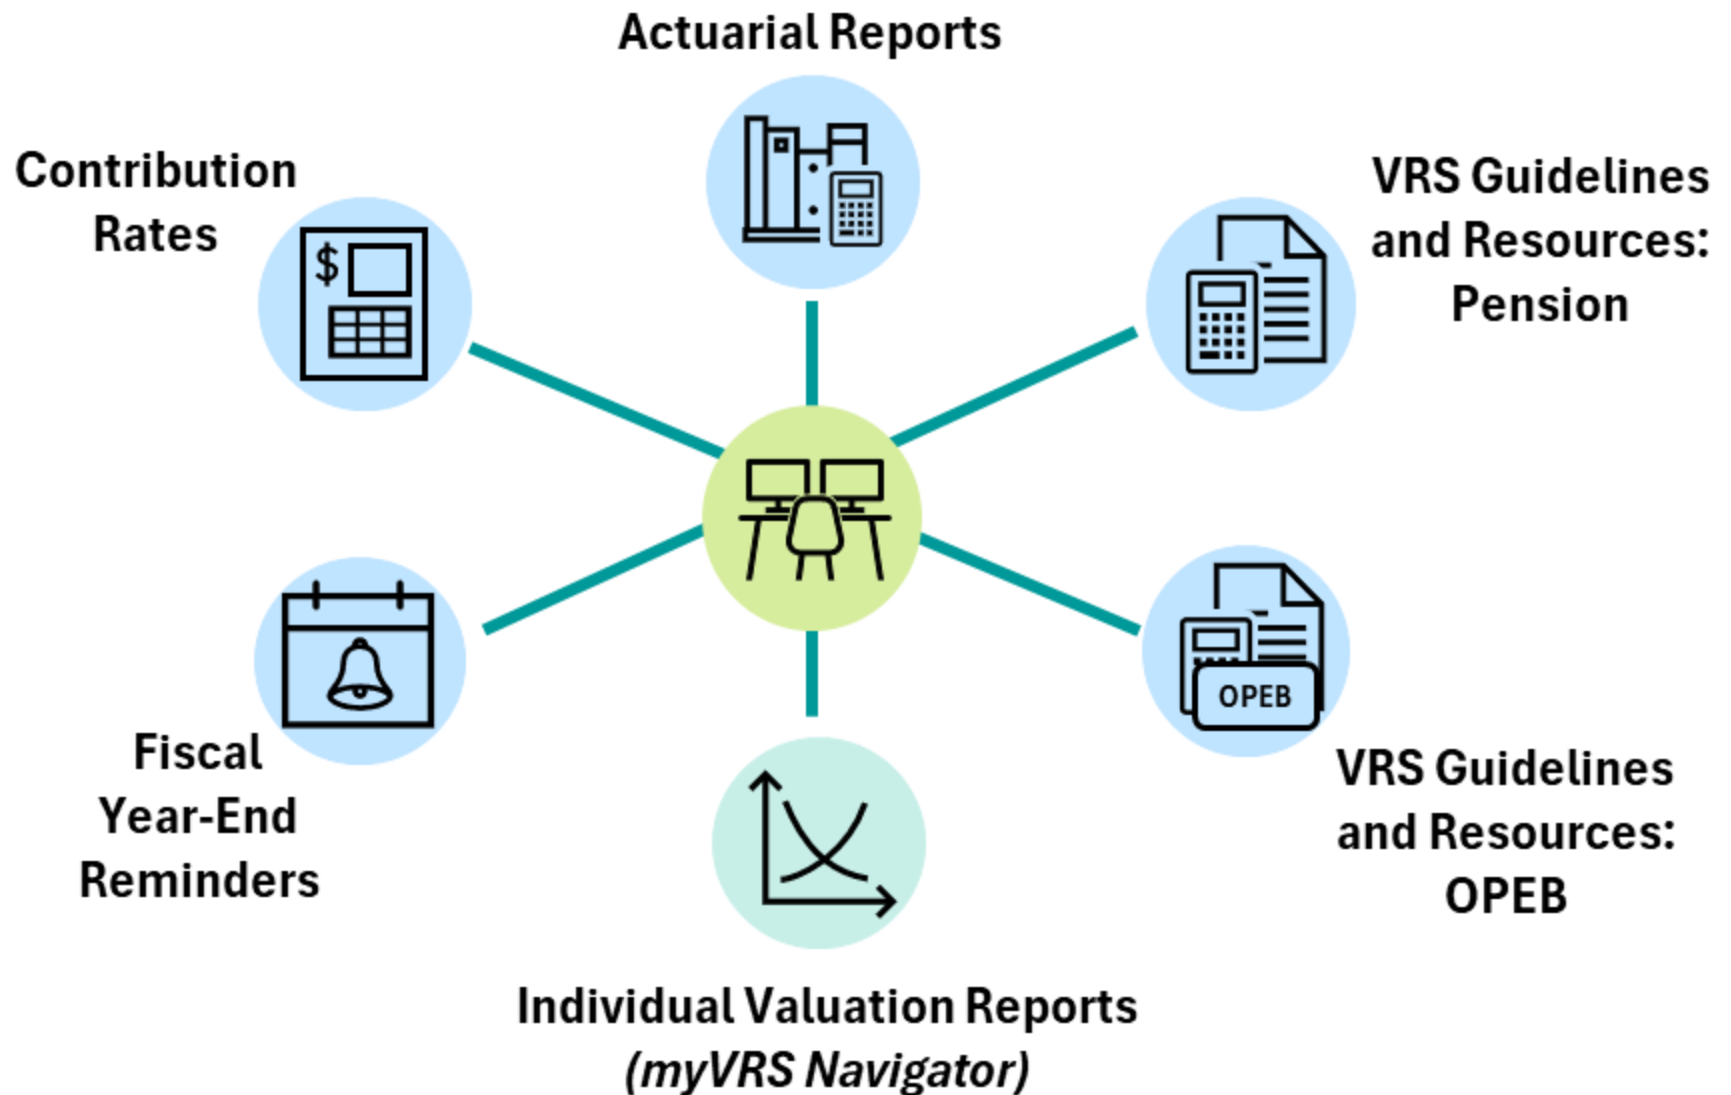 Actuarial Reports
Contribution
Rates
$
VRS Guidelines
and Resources:
Pension
Fiscal
Year-End
Reminders
OPEB
VRS Guidelines
and Resources:
OPEB
Individual Valuation Reports
(myVRS Navigator)